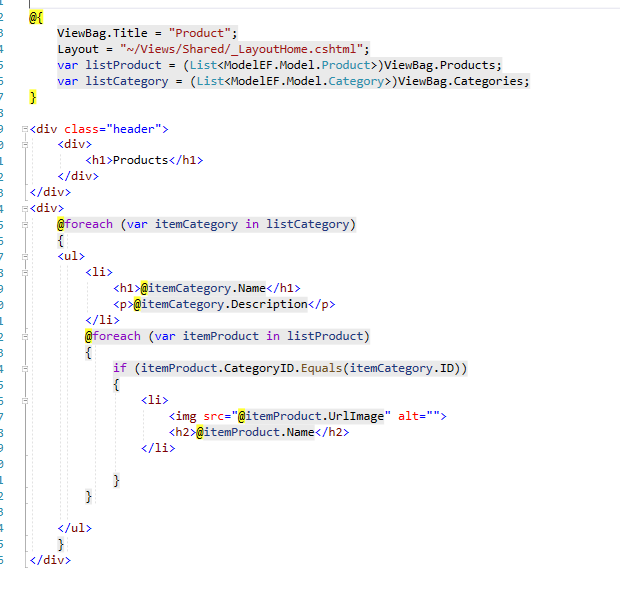 @{
ViewBag.Title = "Product";
Layout = "~/Views/Shared/_LayoutHome.cshtml";
var listProduct = (List<ModelEF.Model.Product>)ViewBag.Products;
var listCategory = (List<ModelEF.Model.Category>)ViewBag.Categories;
}
<div class="header">
<div>
<h1>Products</h1>
</div>
</div>
<div>
@foreach (var itemCategory in listCategory)
{
<ul>
<li>
<h1>@itemCategory.Name</h1>
<p>@itemCategory.Description</p>
</li>
@foreach (var itemProduct in listProduct)
{
if (itemProduct.CategoryID.Equals(itemCategory.ID))
{
<li>
<img src="@itemProduct.UrlImage" alt="">
<h2>@itemProduct.Name</h2>
</li>
}
}
</ul>
}
</div>